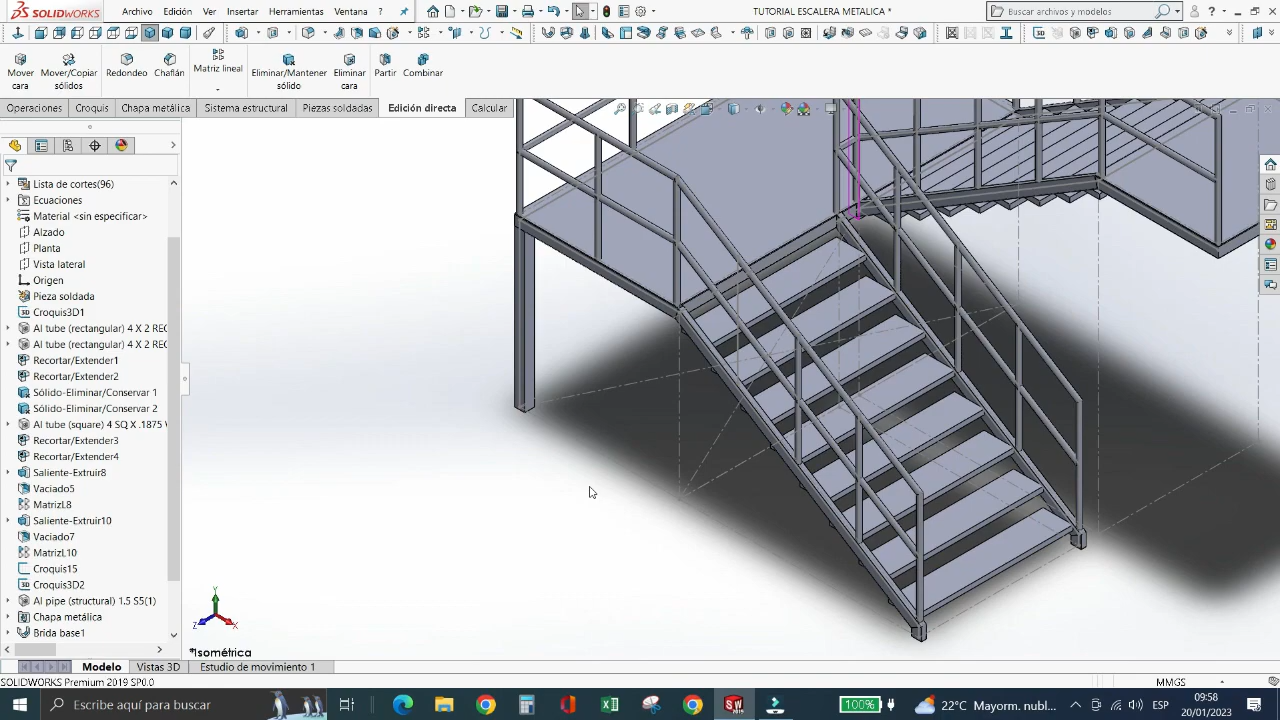 SOLIDWORKS
Archivo Edición Ver Insertar Herramientas Ventana ?
TUTORIAL ESCALERA METALICA *
Buscar archivos y modelos
?
Mover cara
Mover/Copiar sólidos
Redondeo
Chaflán
Matriz lineal
Eliminar/Mantener sólido
Eliminar cara
Partir
Combinar
Operaciones Croquis Chapa metálica Sistema estructural Piezas soldadas Edición directa Calcular
Lista de cortes(96)
Ecuaciones
Material <sin especificar>
Alzado
Planta
Vista lateral
Origen
Pieza soldada
Croquis3D1
AI tube (rectangular) 4 X 2 REC
AI tube (rectangular) 4 X 2 REC
Recortar/Extender1
Recortar/Extender2
Sólido-Eliminar/Conservar 1
Sólido-Eliminar/Conservar 2
AI tube (square) 4 SQ X .1875 W
Recortar/Extender3
Recortar/Extender4
Saliente-Extruir8
Vaciado5
MatrizL8
Saliente-Extruir10
Vaciado7
MatrizL10
Croquis15
Croquis3D2
AI pipe (structural) 1.5 S5(1)
Chapa metálica
Brida base1
Y
Z
X
*Isométrica
Modelo Vistas 3D Estudio de movimiento 1
SOLIDWORKS Premium 2019 SP0.0
MMGS
Escribe aquí para buscar
100%
22°C Mayorm. nubl...
ESP
09:58
20/01/2023